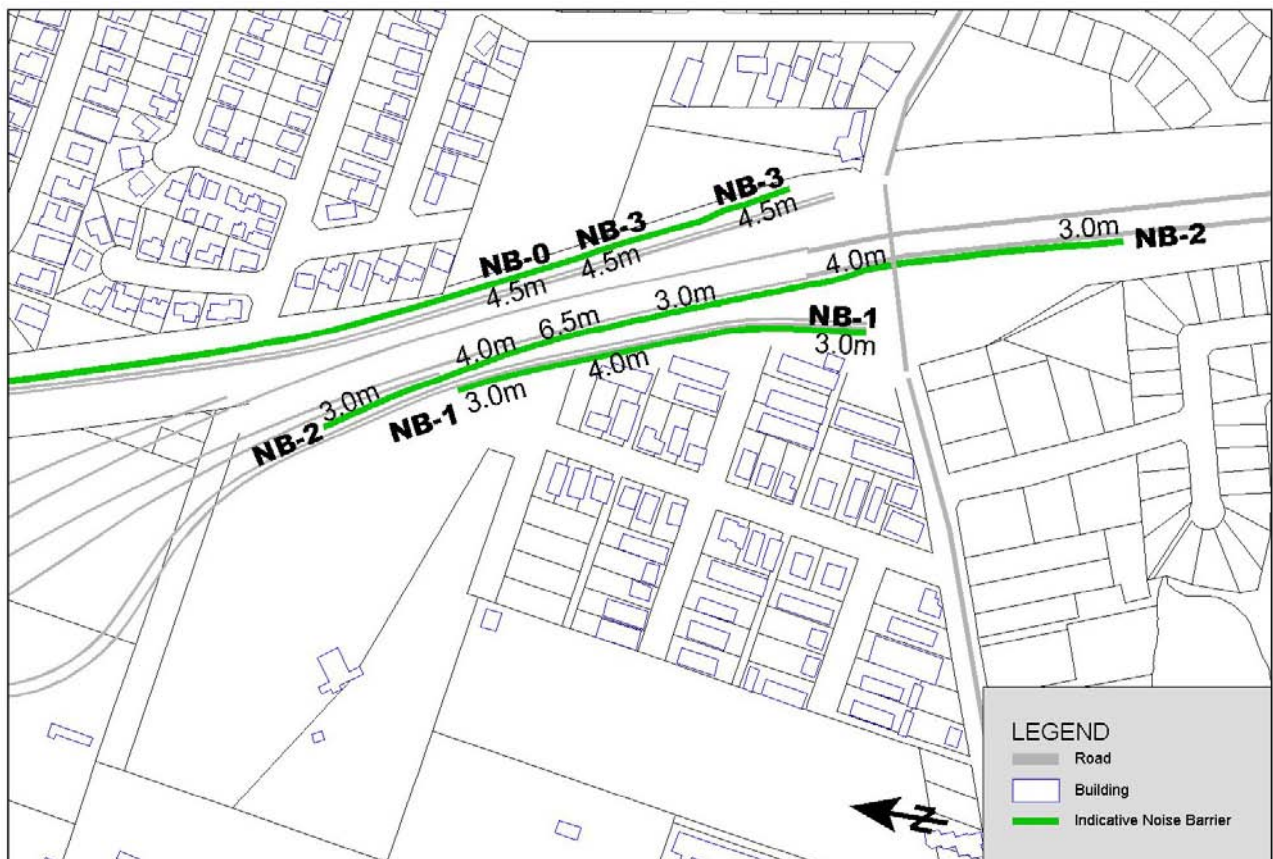 NB-3
4.5m
NB-3
4.5m
NB-0
4.5m
3.0m
NB-2
4.0m
3.0m
6.5m
4.0m
3.0m
NB-2
NB-1
3.0m
4.0m
3.0m
NB-1
LEGEND
Road
Building
Indicative Noise Barrier
N